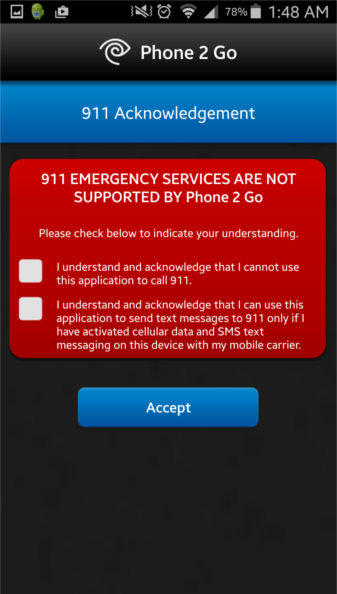 78% 1:48 AM
Phone 2 Go
911 Acknowledgement
911 EMERGENCY SERVICES ARE NOT
SUPPORTED BY Phone 2 Go
Please check below to indicate your understanding.
I understand and acknowledge that I cannot use
this application to call 911.
I understand and acknowledge that I can use this
application to send text messages to 911 only if I
have activated cellular data and SMS text
messaging on this device with my mobile carrier.
Accept